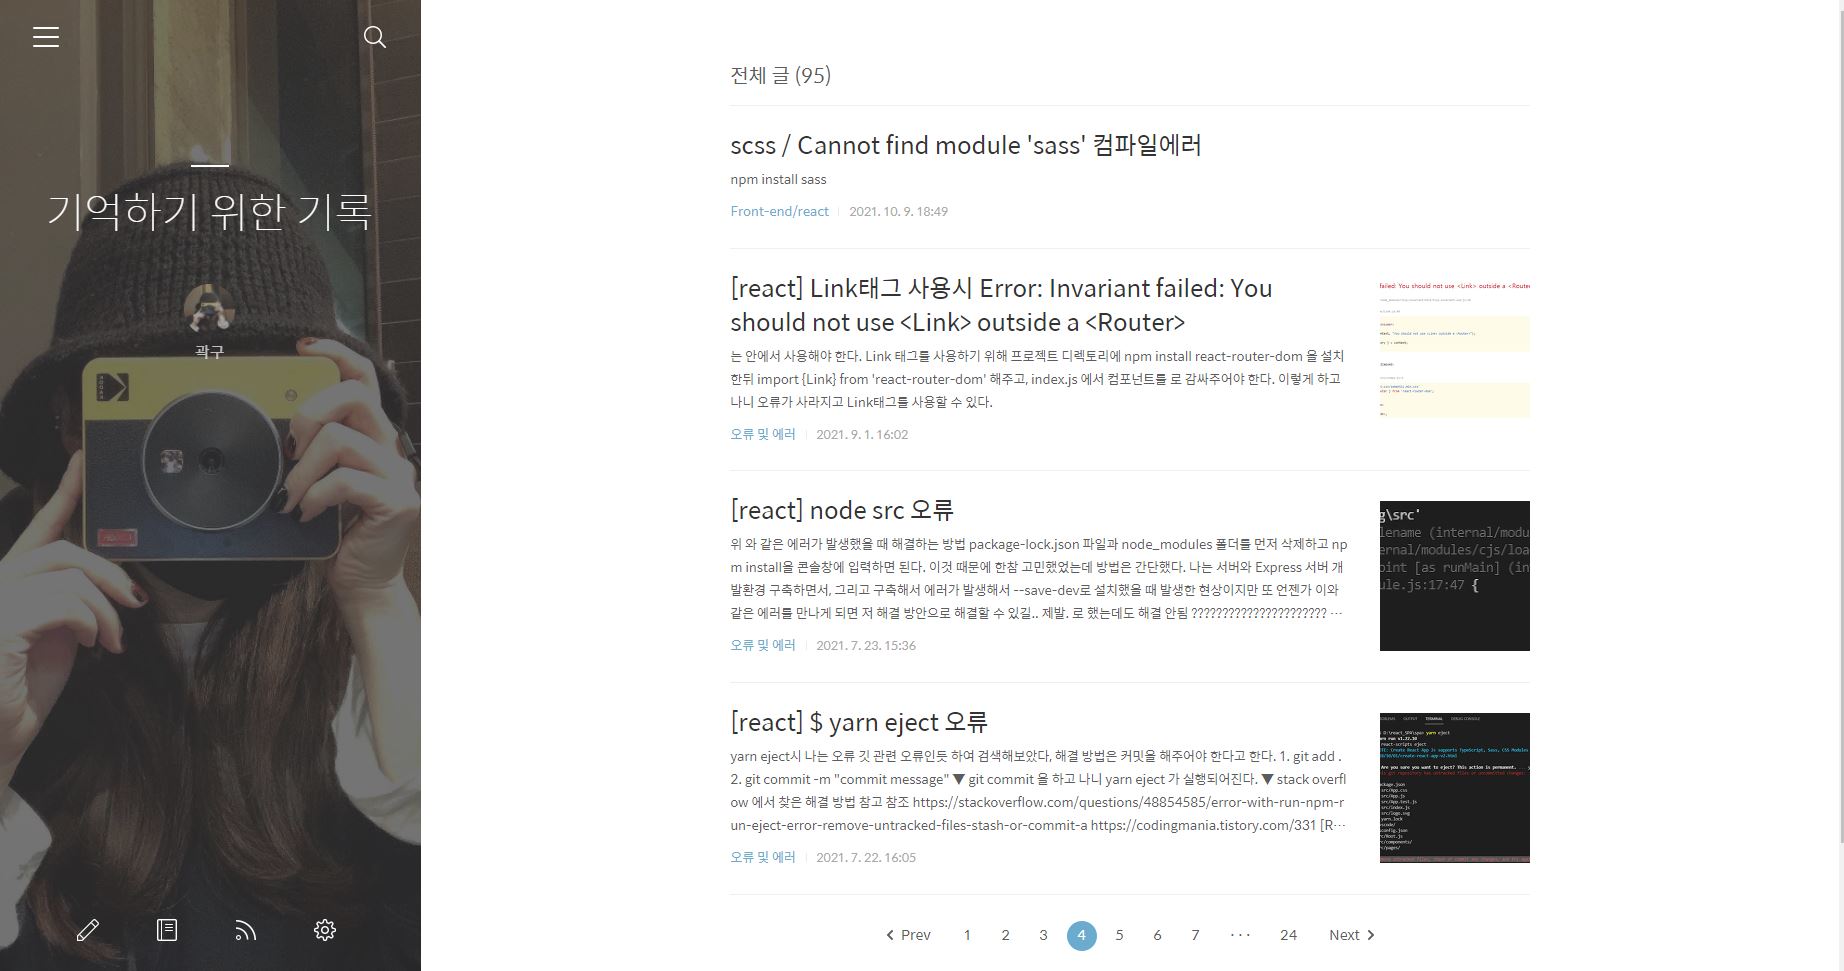 기억하기 위한 기록
곽구
KODAK
전체 글 (95)
scss / Cannot find module 'sass' 컴파일에러
npm install sass
Front-end/react
2021. 10. 9. 18:49
[react] Link태그 사용시 Error: Invariant failed: You
should not use <Link> outside a <Router>
는 안에서 사용해야 한다. Link 태그를 사용하기 위해 프로젝트 디렉토리에 npm install react-router-dom 을 설치
한뒤 import {Link} from 'react-router-dom' 해주고, index.js 에서 컴포넌트를 로 감싸주어야 한다. 이렇게 하고
나니 오류가 사라지고 Link태그를 사용할 수 있다.
오류 및 에러
2021. 9. 1. 16:02
failed: You should not use <Link> outside a <Route
[react] node src 오류
위 와 같은 에러가 발생했을 때 해결하는 방법 package-lock.json 파일과 node_modules 폴더를 먼저 삭제하고 np
m install을 콘솔창에 입력하면 된다. 이것 때문에 한참 고민했었는데 방법은 간단했다. 나는 서버와 Express 서버 개
발환경 구축하면서, 그리고 구축해서 에러가 발생해서 --save-dev로 설치했을 때 발생한 현상이지만 또 언젠가 이와
같은 에러를 만나게 되면 저 해결 방안으로 해결할 수 있길.. 제발. 로 했는데도 해결 안됨 ?????????????????????? …
오류 및 에러
2021. 7. 23. 15:36
g\src'
lename (internal/modu
ernal/modules/cjs/loa
oint [as runMain] (in
ule.js:17:47 {
[react] $ yarn eject 오류
yarn eject시 나는 오류 깃 관련 오류인듯 하여 검색해보았다, 해결 방법은 커밋을 해주어야 한다고 한다. 1. git add .
2. git commit -m "commit message" ▼ git commit 을 하고 나니 yarn eject 가 실행되어진다. ▼ stack overfl
ow 에서 찾은 해결 방법 참고 참조 https://stackoverflow.com/questions/48854585/error-with-run-npm-r
un-eject-error-remove-untracked-files-stash-or-commit-a https://codingmania.tistory.com/331 [R…
오류 및 에러
2021. 7. 22. 16:05
Prev 1 2 3 4 5 6 7 ··· 24 Next